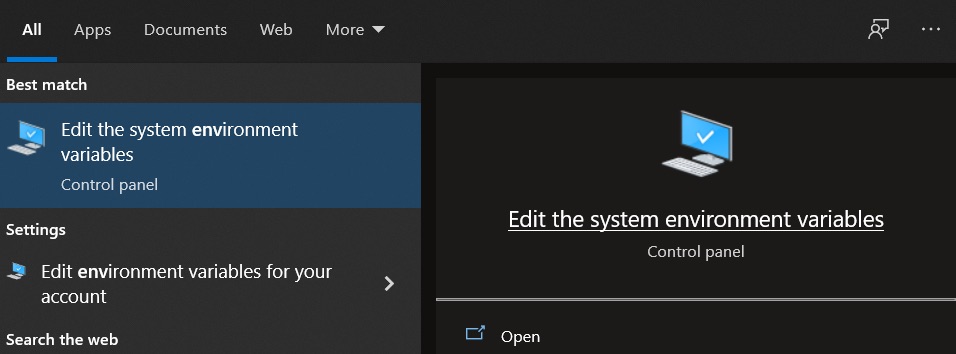 All Apps Documents Web More
Best match
Edit the system environment
variables
Control panel
Settings
Edit environment variables for your
account
Search the web
Edit the system environment variables
Control panel
Open